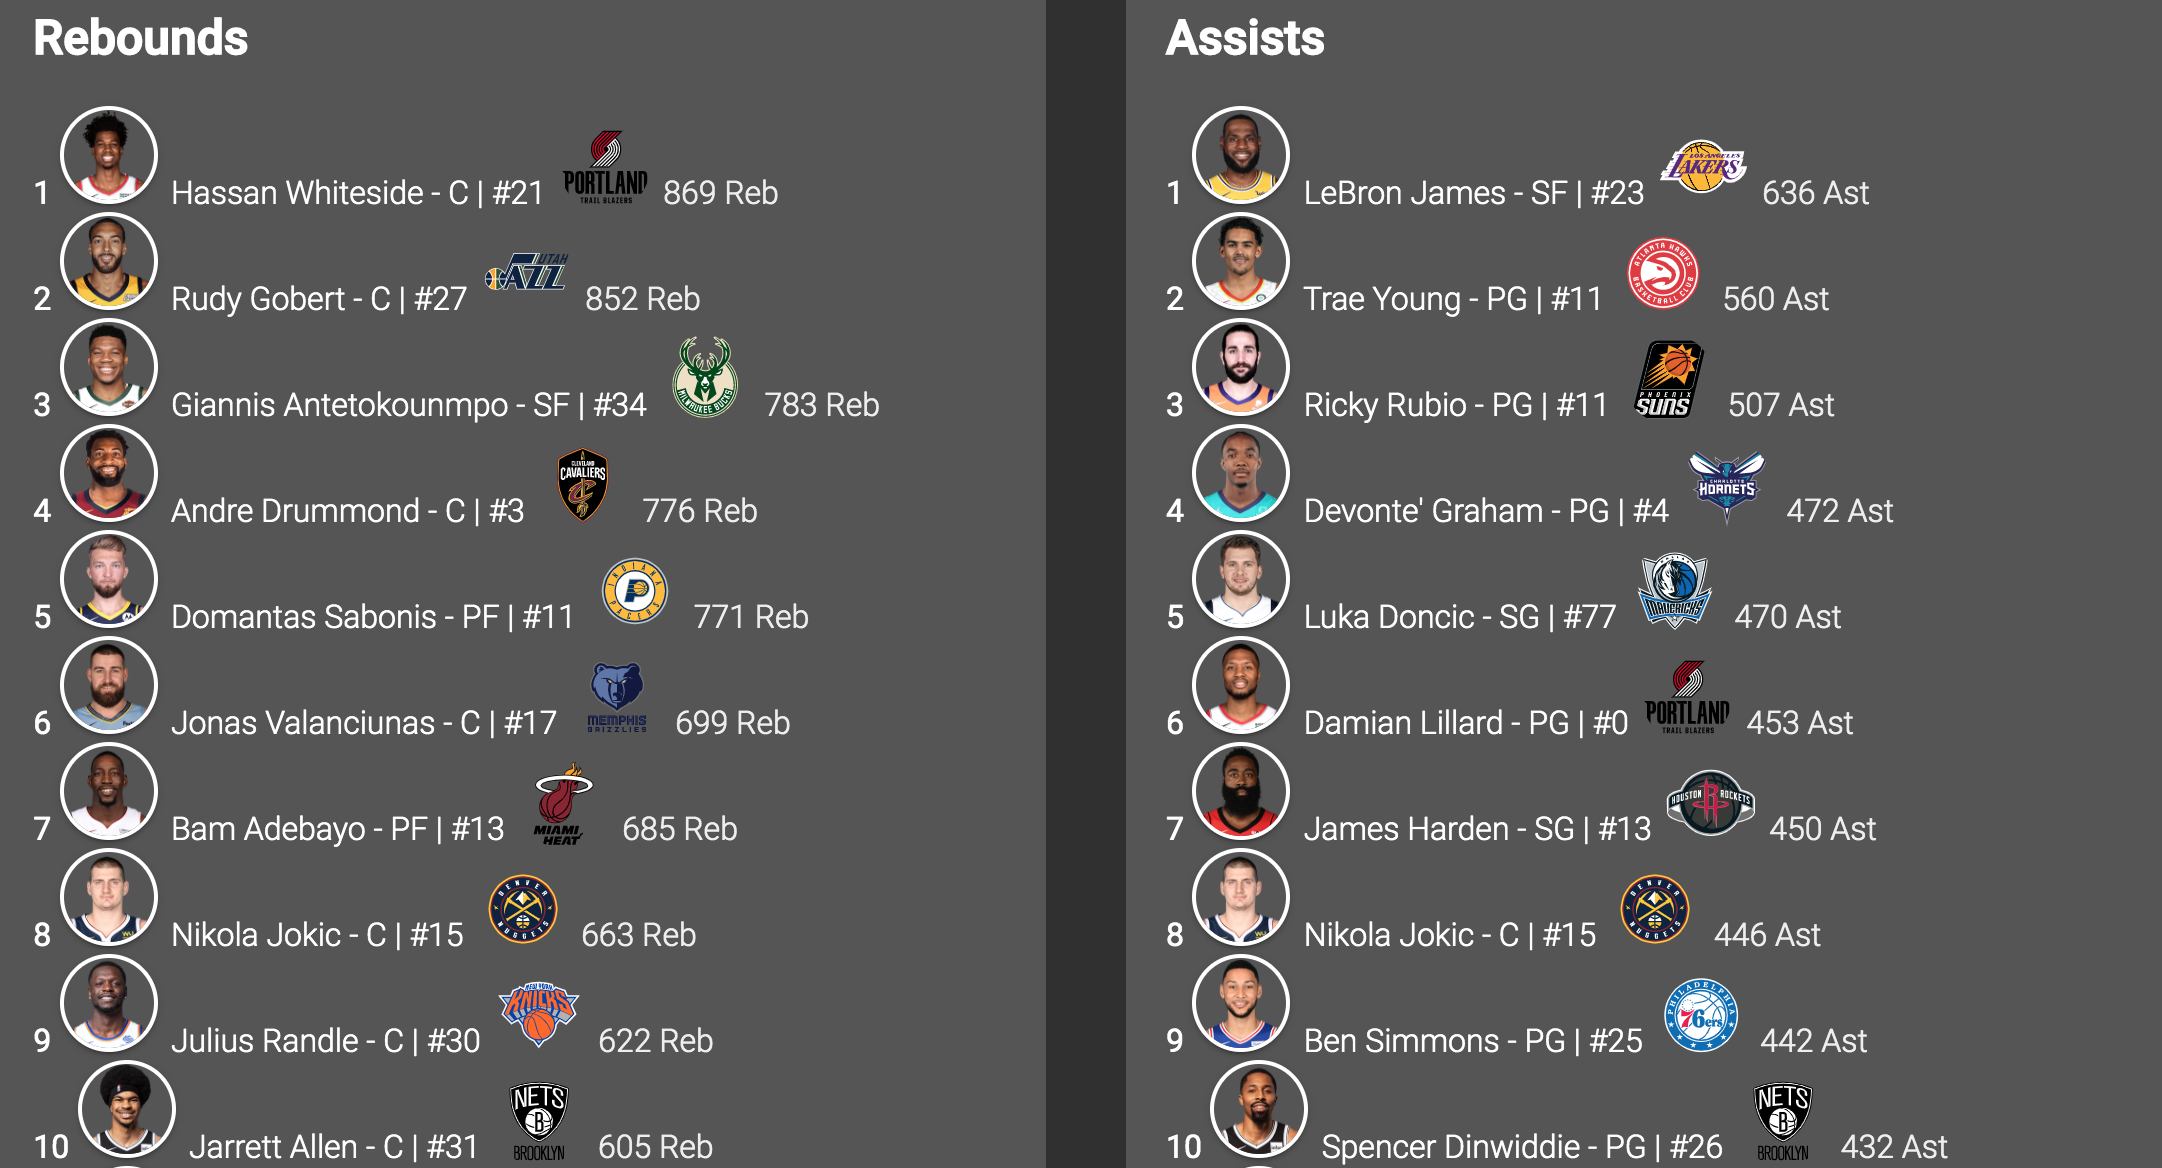 Rebounds
1 Hassan Whiteside - C | #21 PORTLAND TRAIL BLAZERS 869 Reb
2 Rudy Gobert - C | #27 UTAH JAZZ 852 Reb
3 Giannis Antetokounmpo - SF | #34 MILWAUKEE BUCKS 783 Reb
4 Andre Drummond - C | #3 CLEVELAND CAVALIERS C 776 Reb
5 Domantas Sabonis - PF | #11 INDIANA P PACERS 771 Reb
6 Jonas Valanciunas - C | #17 MEMPHIS GRIZZLIES 699 Reb
7 Bam Adebayo - PF | #13 MIAMI HEAT 685 Reb
8 Nikola Jokic - C | #15 DENVER NUGGETS 663 Reb
9 Julius Randle - C | #30 NEW YORK KNICKS 622 Reb
10 Jarrett Allen - C | #31 NETS B BROOKLYN 605 Reb
Assists
1 LeBron James - SF | #23 LOS ANGELES LAKERS 636 Ast
2 Trae Young - PG | #11 ATLANTA HAWKS BASKETBALL CLUB 560 Ast
3 Ricky Rubio - PG | #11 PHOENIX SUNS 507 Ast
4 Devonte' Graham - PG | #4 CHARLOTTE HORNETS 472 Ast
5 Luka Doncic - SG | #77 MAVERICKS 470 Ast
6 Damian Lillard - PG | #0 PORTLAND TRAIL BLAZERS 453 Ast
7 James Harden - SG | #13 HOUSTON R ROCKETS 450 Ast
8 Nikola Jokic - C | #15 DENVER NUGGETS 446 Ast
9 Ben Simmons - PG | #25 PHILADELPHIA 76ers 442 Ast
10 Spencer Dinwiddie - PG | #26 NETS B BROOKLYN 432 Ast